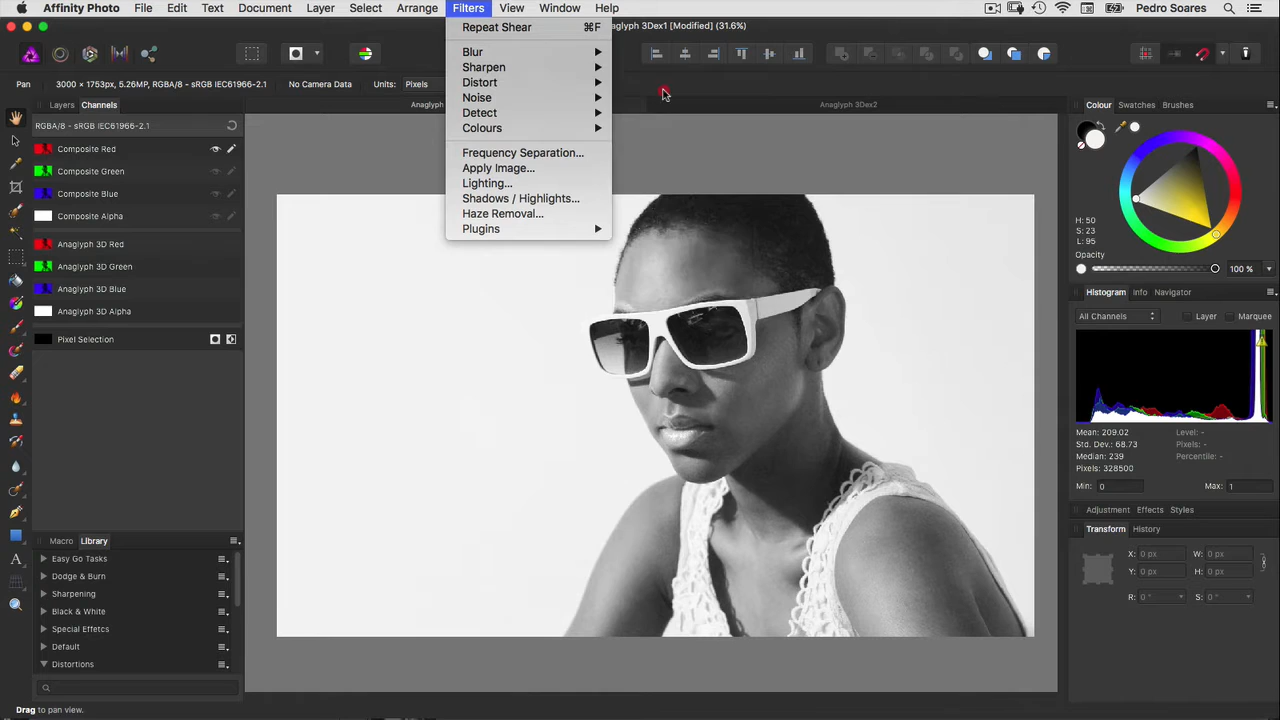 Affinity Photo File Edit Text Document Layer Select Arrange Filters View Window Help Pedro Soares
Anaglyph 3Dex1 [Modified] (31.6%)
Repeat Shear ⌘F
Blur
Sharpen
Distort
Noise
Detect
Colours
Frequency Separation...
Apply Image...
Lighting...
Shadows / Highlights...
Haze Removal...
Plugins
Pan 3000 × 1753px, 5.26MP, RGBA/8 - sRGB IEC61966-2.1 No Camera Data Units: Pixels
Layers Channels
Anaglyph
Anaglyph 3Dex2
RGBA/8 - sRGB IEC61966-2.1
Composite Red
Composite Green
Composite Blue
Composite Alpha
Anaglyph 3D Red
Anaglyph 3D Green
Anaglyph 3D Blue
Anaglyph 3D Alpha
Pixel Selection
Macro Library
Easy Go Tasks
Dodge & Burn
Sharpening
Black & White
Special Effetcs
Default
Distortions
Drag to pan view.
Colour Swatches Brushes
H: 50
S: 23
L: 95
Opacity
100 %
Histogram Info Navigator
All Channels Layer Marquee
Mean: 209.02 Level: -
Std. Dev.: 68.73 Pixels: -
Median: 239 Percentile: -
Pixels: 328500
Min: 0 Max: 1
Adjustment Effects Styles
Transform History
X: 0 px W: 0 px
Y: 0 px H: 0 px
R: 0 ° S: 0 °